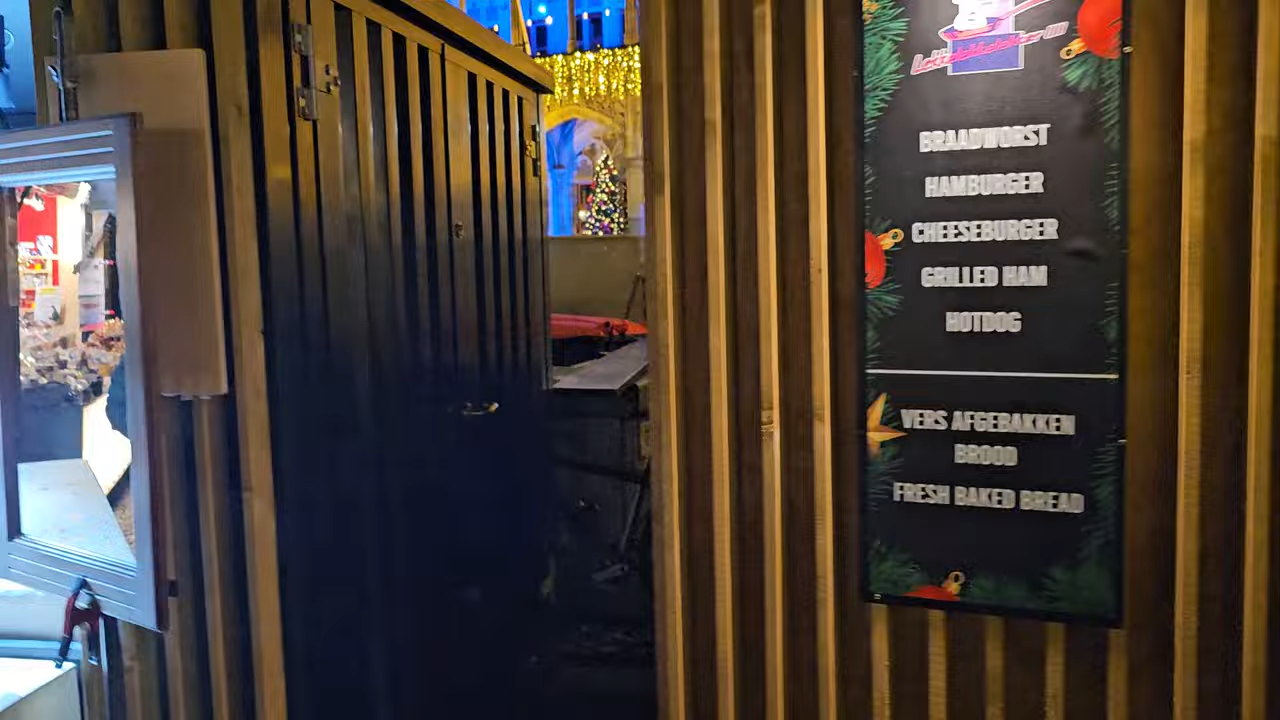 BRAADWORST
HAMBURGER
CHEESEBURGER
GRILLED HAM
HOTDOG
VERS AFGEBAKKEN
BROOD
FRESH BAKED BREAD